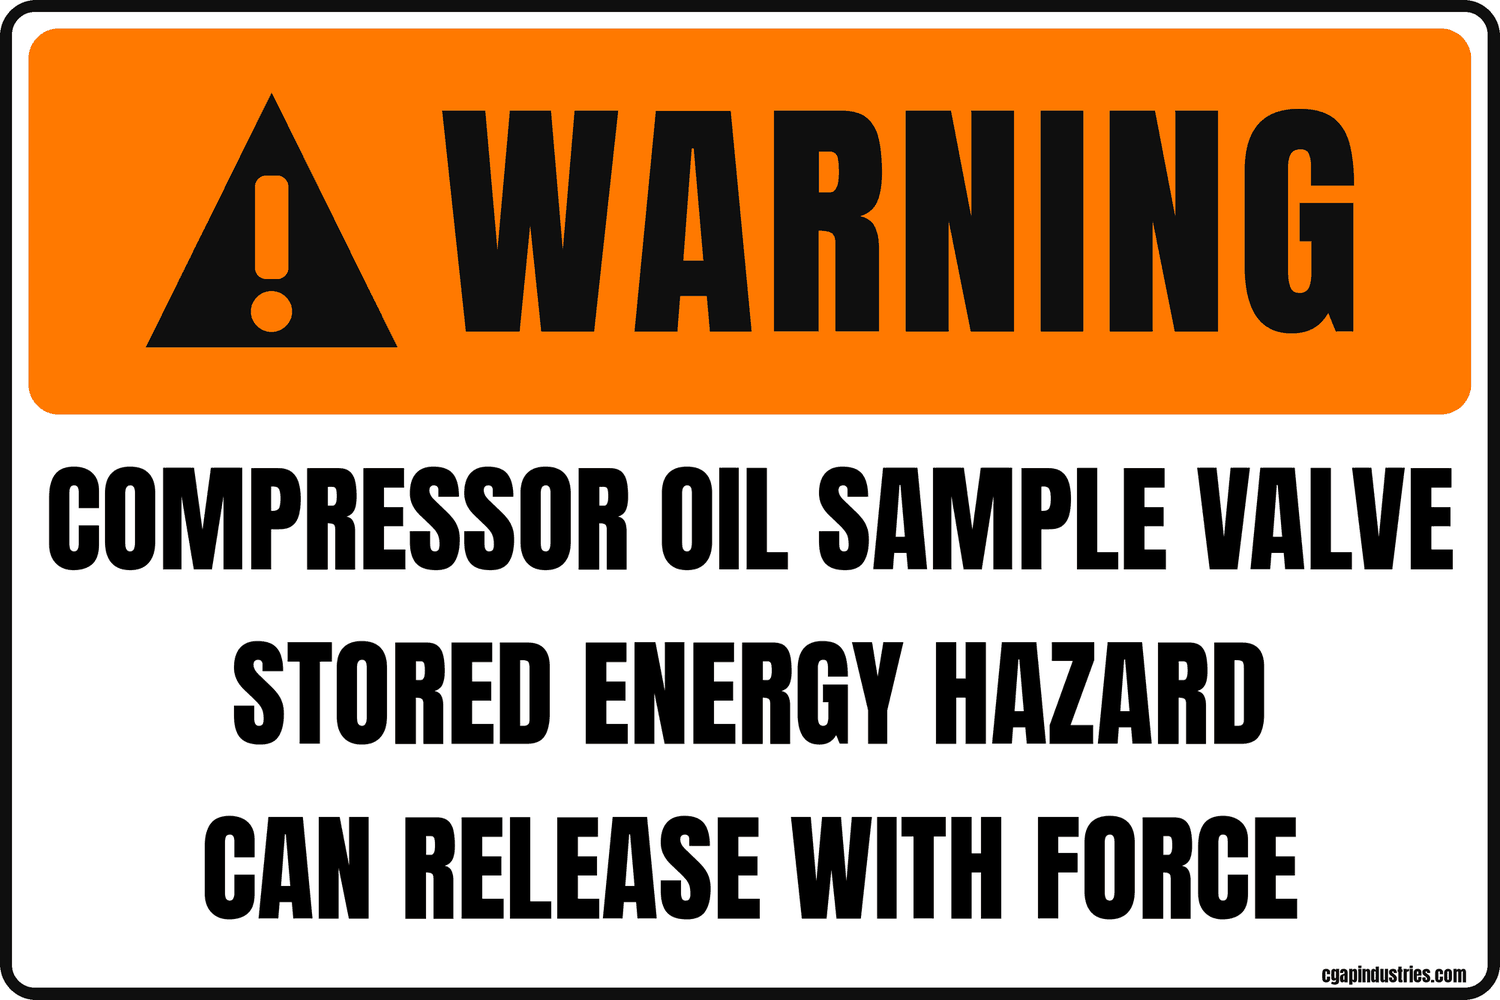 WARNING
COMPRESSOR OIL SAMPLE VALVE
STORED ENERGY HAZARD
CAN RELEASE WITH FORCE
cgapindustries.com